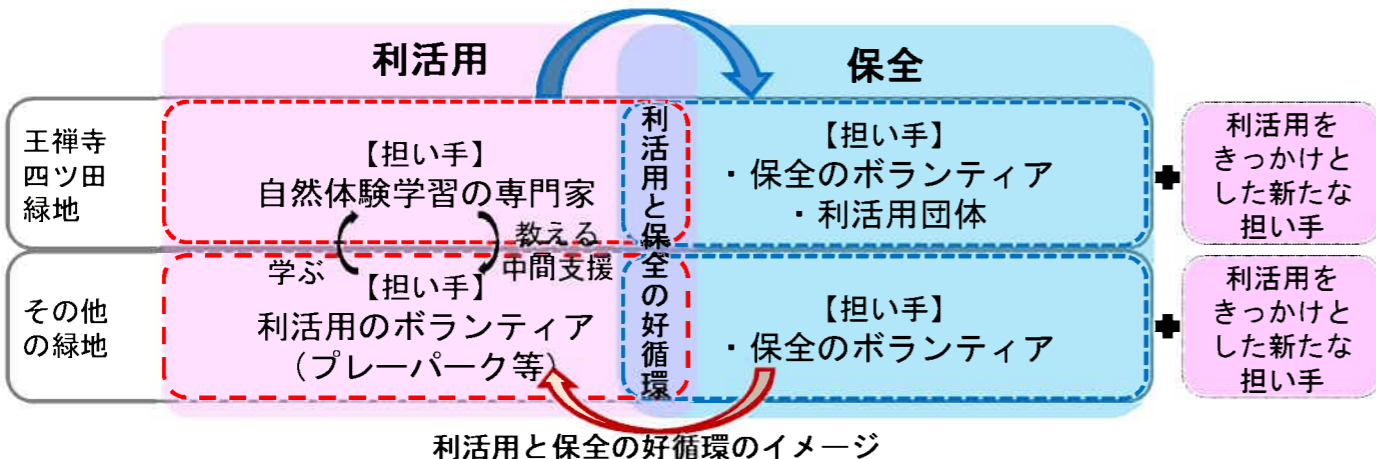 利活用
保全
王禅寺
四ツ田
緑地
【担い手】
自然体験学習の専門家
利活用と保全の好循環
【担い手】
・保全のボランティア
・利活用団体
+
利活用を
きっかけと
した新たな
担い手
学ぶ
教える
中間支援
その他
の緑地
【担い手】
利活用のボランティア
（プレーパーク等）
【担い手】
・保全のボランティア
+
利活用を
きっかけと
した新たな
担い手
利活用と保全の好循環のイメージ